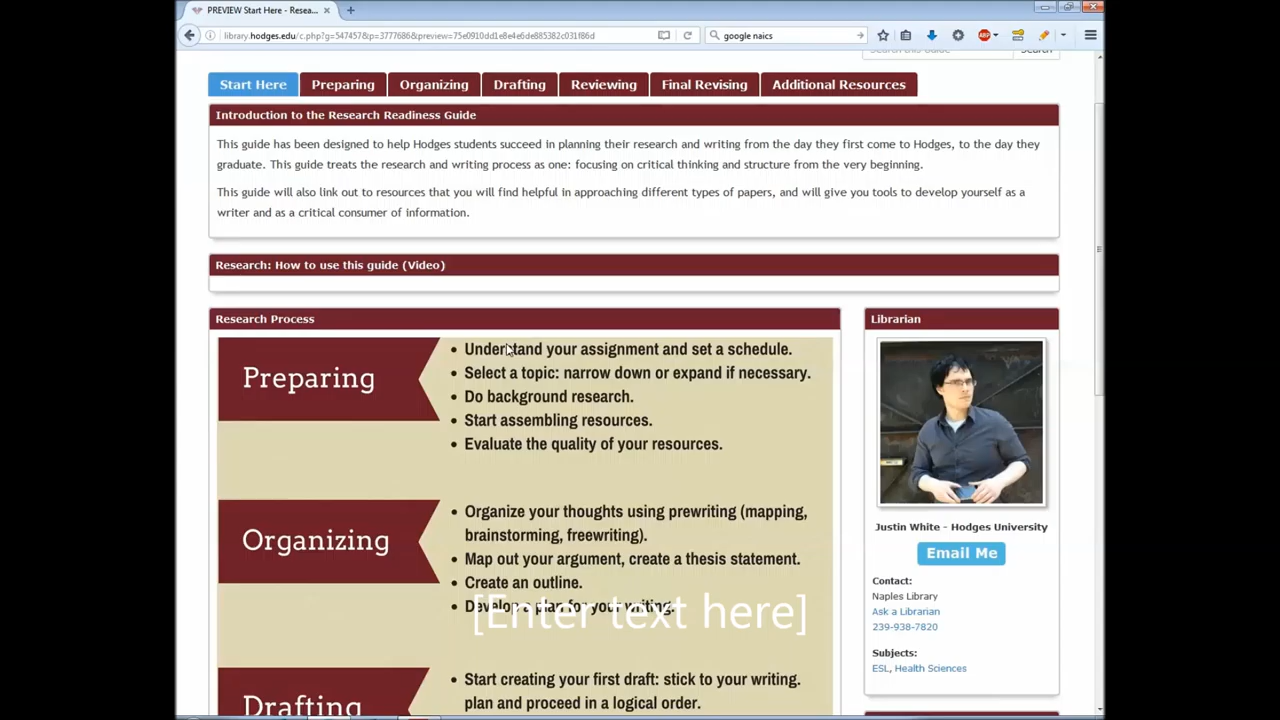 PREVIEW Start Here - Resea...
library.hodges.edu/c.php?g=547457&p=3777686&preview=75e0910dd1e8e4e6de885382c031f86d
google naics
Search this Guide
Search
Start Here
Preparing
Organizing
Drafting
Reviewing
Final Revising
Additional Resources
Introduction to the Research Readiness Guide
This guide has been designed to help Hodges students succeed in planning their research and writing from the day they first come to Hodges, to the day they
graduate. This guide treats the research and writing process as one: focusing on critical thinking and structure from the very beginning.
This guide will also link out to resources that you will find helpful in approaching different types of papers, and will give you tools to develop yourself as a
writer and as a critical consumer of information.
Research: How to use this guide (Video)
Research Process
Preparing
• Understand your assignment and set a schedule.
• Select a topic: narrow down or expand if necessary.
• Do background research.
• Start assembling resources.
• Evaluate the quality of your resources.
Organizing
• Organize your thoughts using prewriting (mapping,
brainstorming, freewriting).
• Map out your argument, create a thesis statement.
• Create an outline.
• Develop a plan for your writing.
[Enter text here]
Drafting
• Start creating your first draft: stick to your writing.
plan and proceed in a logical order.
Librarian
Justin White - Hodges University
Email Me
Contact:
Naples Library
Ask a Librarian
239-938-7820
Subjects:
ESL, Health Sciences